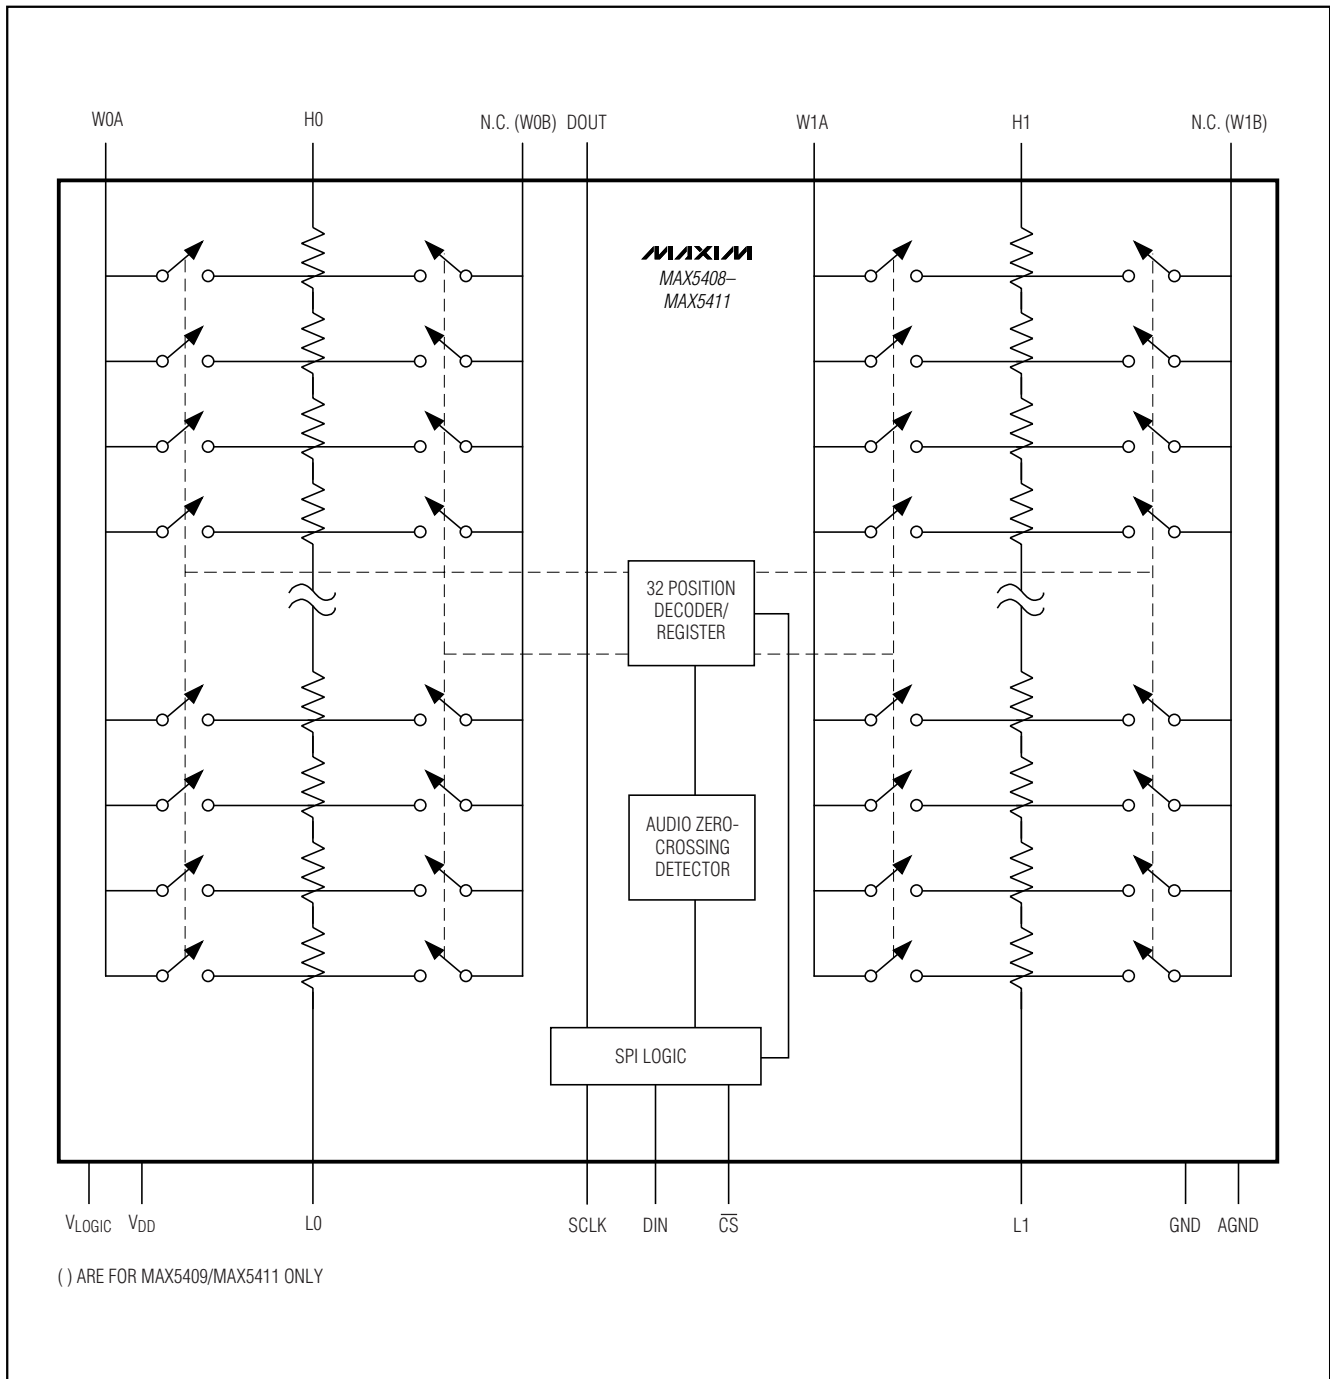 W0A H0 N.C. (W0B) DOUT W1A H1 N.C. (W1B)
MAXIM
MAX5408–
MAX5411
32 POSITION
DECODER/
REGISTER
AUDIO ZERO-
CROSSING
DETECTOR
SPI LOGIC
VLOGIC VDD L0 SCLK DIN C̅S̅ L1 GND AGND
( ) ARE FOR MAX5409/MAX5411 ONLY